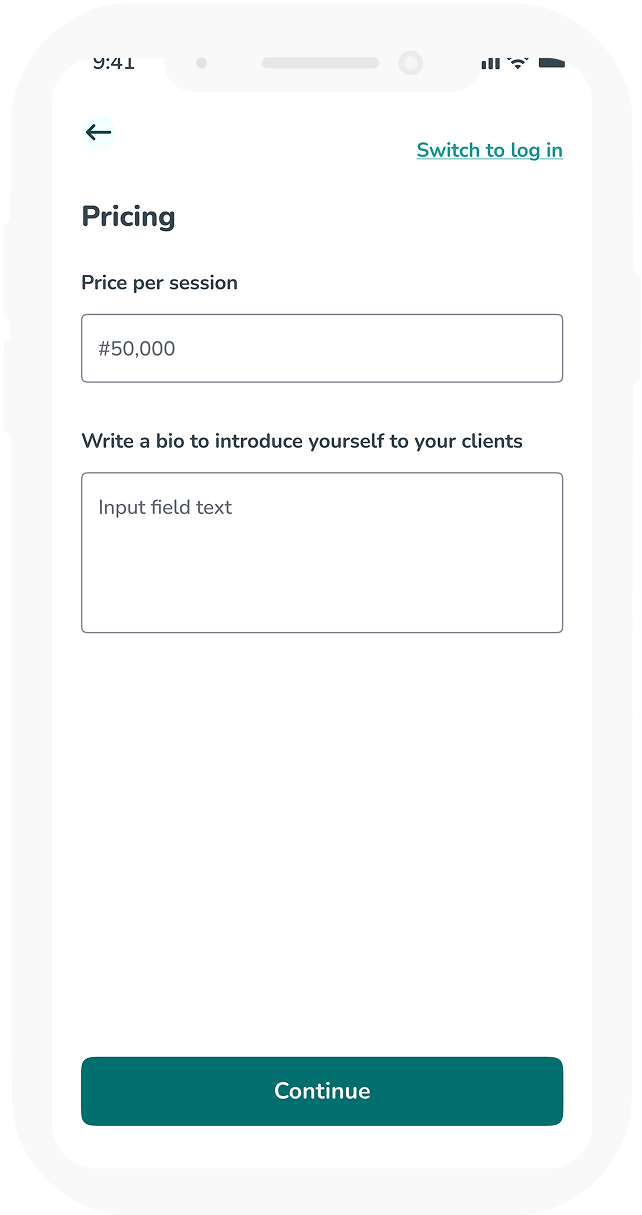 9:41
Switch to log in
Pricing
Price per session
#50,000
Write a bio to introduce yourself to your clients
Input field text
Continue